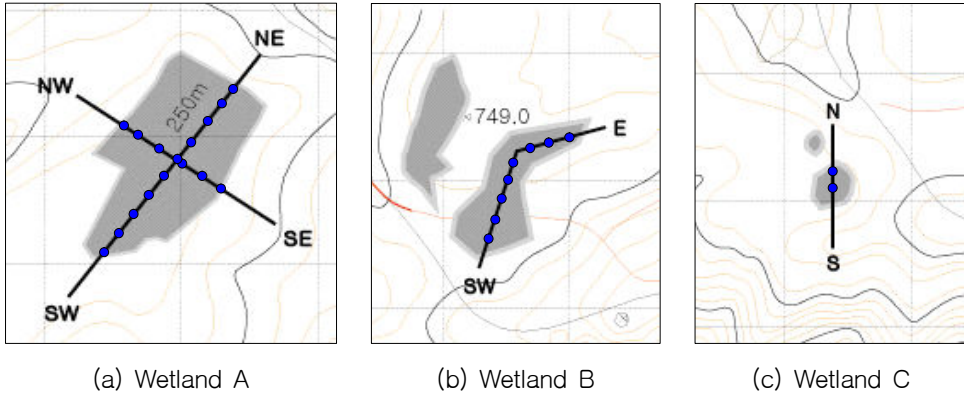 NE
NW
250m
SE
SW
749.0
E
SW
N
S
(a) Wetland A
(b) Wetland B
(c) Wetland C